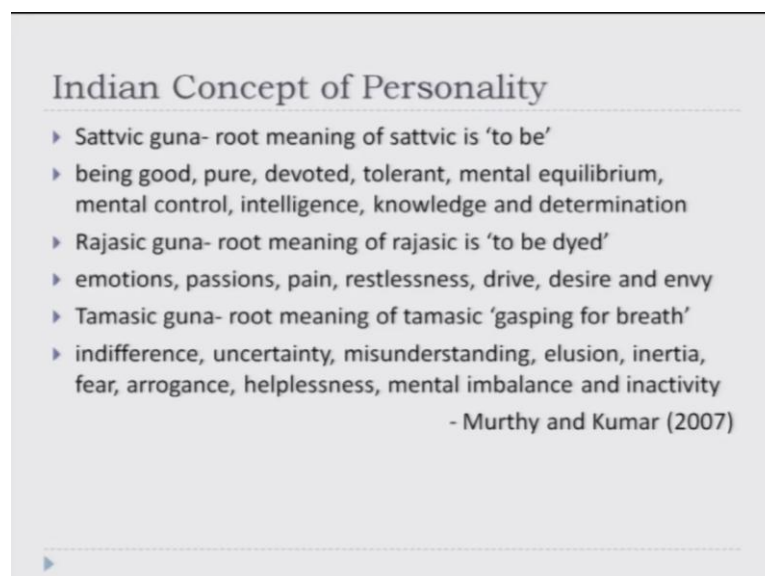 Indian Concept of Personality
Sattvic guna- root meaning of sattvic is ‘to be’
being good, pure, devoted, tolerant, mental equilibrium,
mental control, intelligence, knowledge and determination
Rajasic guna- root meaning of rajasic is ‘to be dyed’
emotions, passions, pain, restlessness, drive, desire and envy
Tamasic guna- root meaning of tamasic ‘gasping for breath’
indifference, uncertainty, misunderstanding, elusion, inertia,
fear, arrogance, helplessness, mental imbalance and inactivity
- Murthy and Kumar (2007)